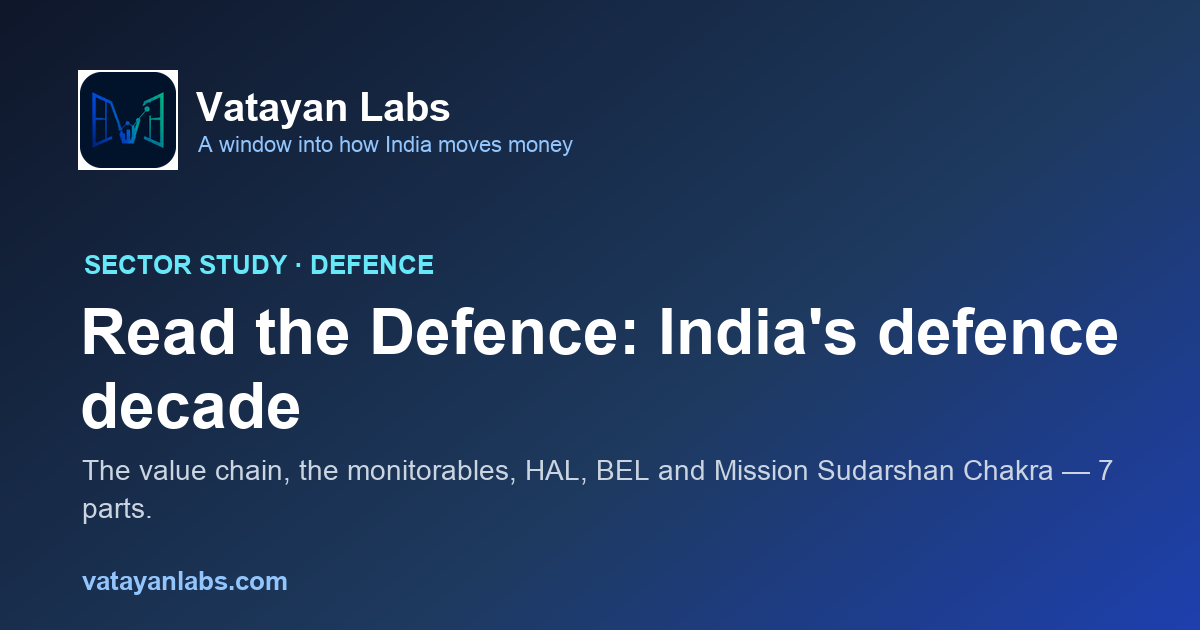 Vatayan Labs
A window into how India moves money
SECTOR STUDY · DEFENCE
Read the Defence: India's defence
decade
The value chain, the monitorables, HAL, BEL and Mission Sudarshan Chakra — 7
parts.
vatayanlabs.com